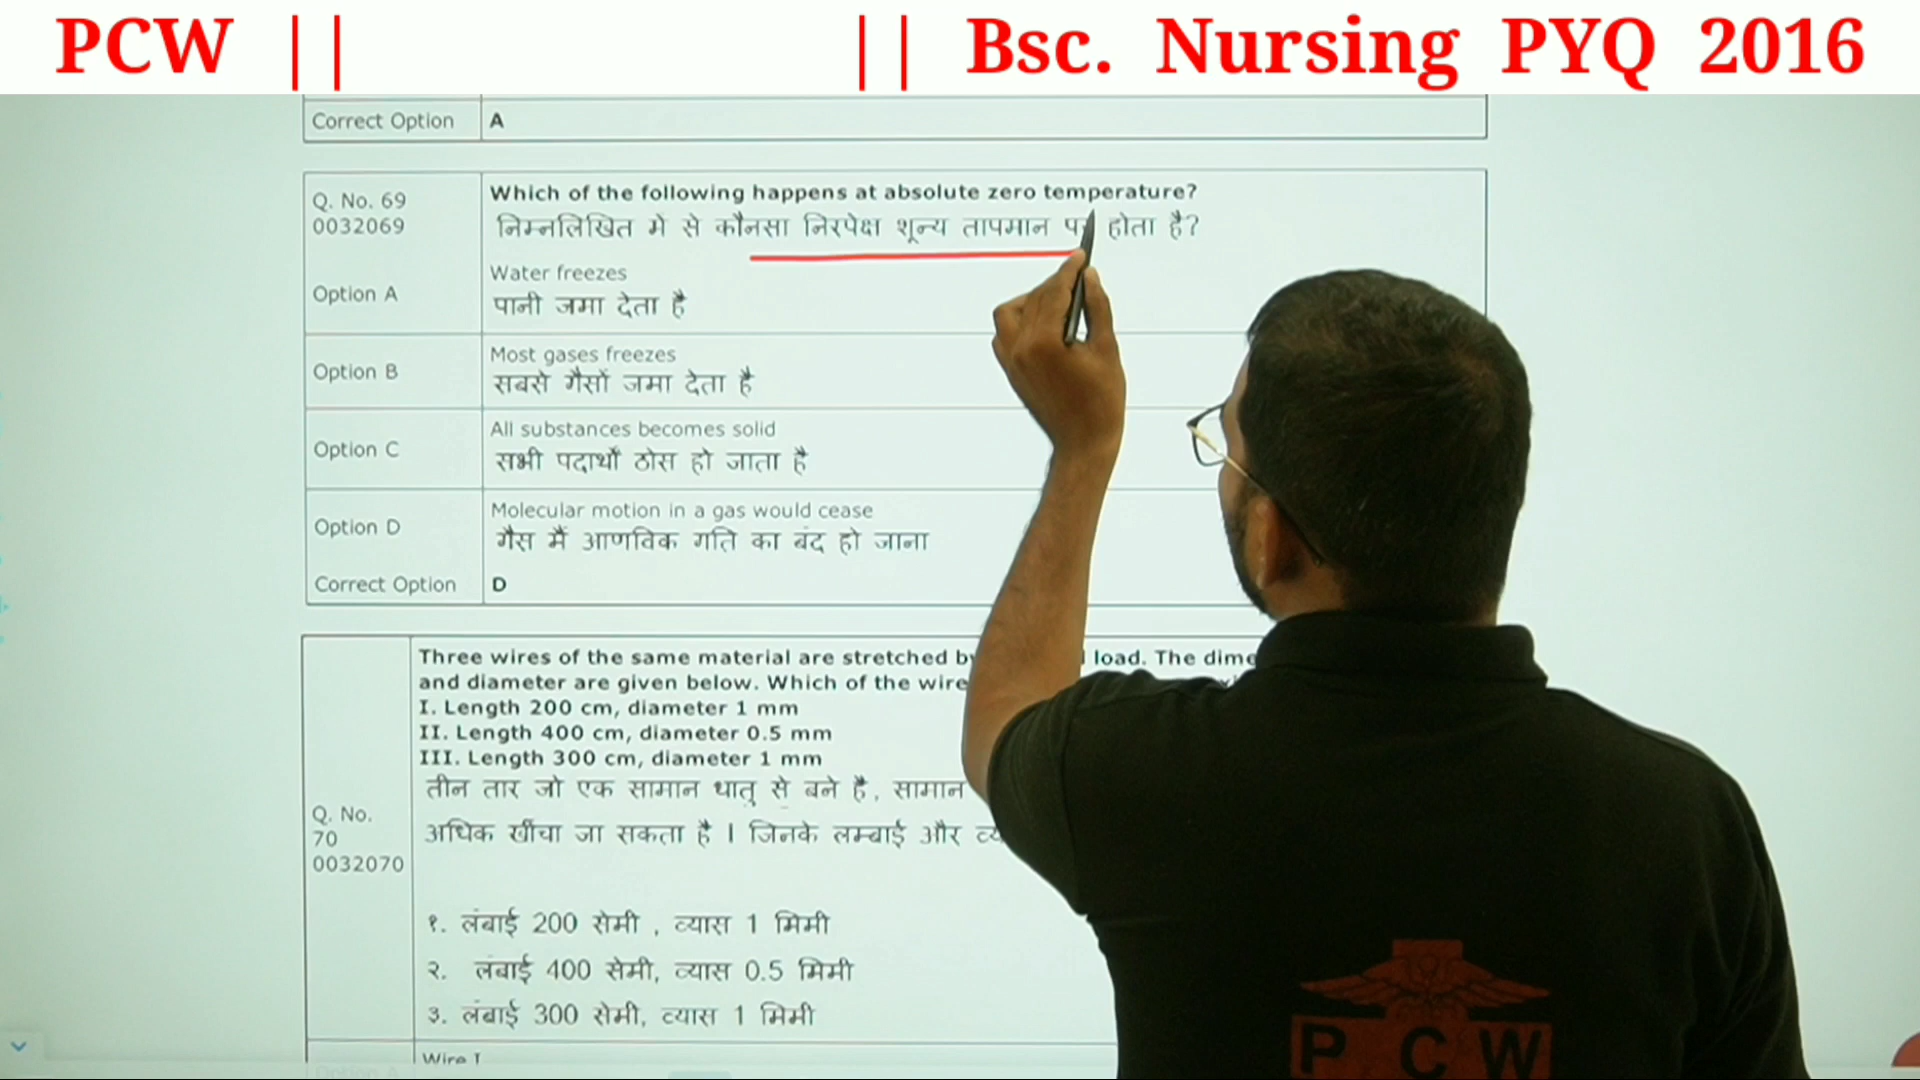 PCW || || Bsc. Nursing PYQ 2016
Correct Option A
Q. No. 69
0032069
Which of the following happens at absolute zero temperature?
निम्नलिखित मे से कौनसा निरपेक्ष शून्य तापमान पर होता है?
Option A
Water freezes
पानी जमा देता है
Option B
Most gases freezes
सबसे गैसों जमा देता है
Option C
All substances becomes solid
सभी पदार्थों ठोस हो जाता है
Option D
Molecular motion in a gas would cease
गैस मैं आणविक गति का बंद हो जाना
Correct Option D
Q. No.
70
0032070
Three wires of the same material are stretched by load. The
and diameter are given below. Which of the wire
I. Length 200 cm, diameter 1 mm
II. Length 400 cm, diameter 0.5 mm
III. Length 300 cm, diameter 1 mm
तीन तार जो एक सामान धातु से बने है, सामान
अधिक खींचा जा सकता है I जिनके लम्बाई और
१. लंबाई 200 सेमी , व्यास 1 मिमी
२. लंबाई 400 सेमी, व्यास 0.5 मिमी
३. लंबाई 300 सेमी, व्यास 1 मिमी
Option A
Wire I
P C W